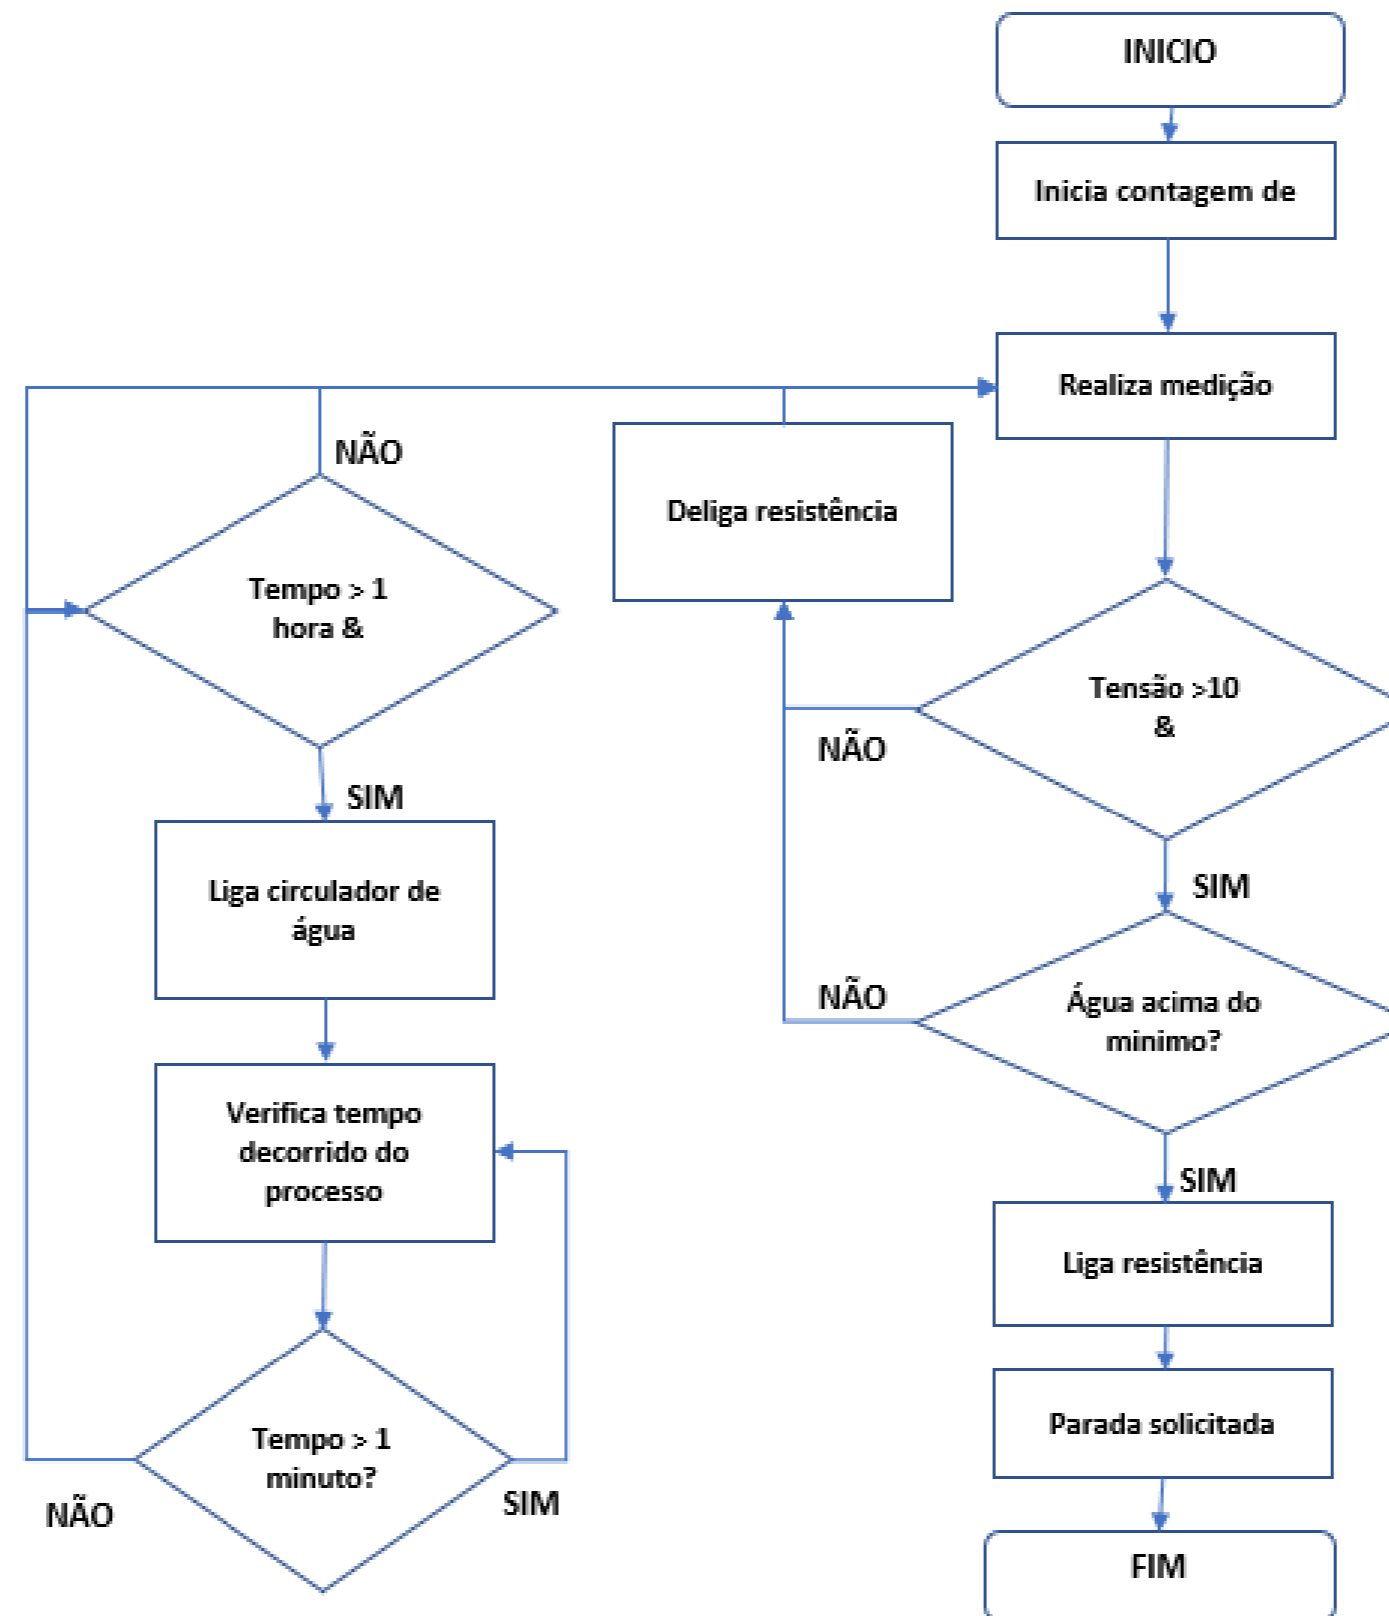 INICIO
Inicia contagem de
Realiza medição
NÃO
Deliga resistência
Tempo > 1
hora &
Tensão >10
&
NÃO
SIM
SIM
Liga circulador de
água
NÃO
Água acima do
minimo?
Verifica tempo
decorrido do
processo
SIM
Liga resistência
Tempo > 1
minuto?
Parada solicitada
NÃO
SIM
FIM